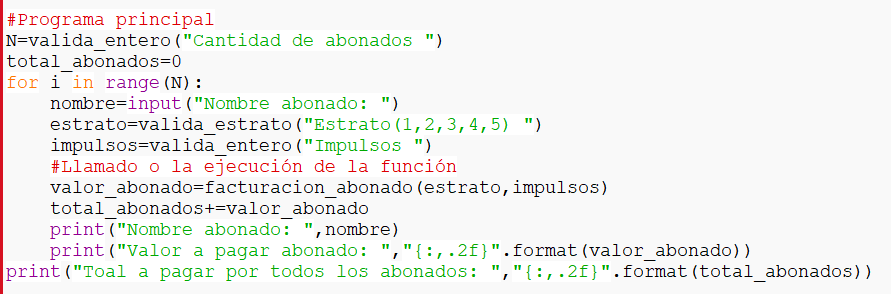 #Programa principal
N=valida_entero("Cantidad de abonados ")
total_abonados=0
for i in range(N):
    nombre=input("Nombre abonado: ")
    estrato=valida_estrato("Estrato(1,2,3,4,5) ")
    impulsos=valida_entero("Impulsos ")
    #Llamado o la ejecución de la función
    valor_abonado=facturacion_abonado(estrato,impulsos)
    total_abonados+=valor_abonado
    print("Nombre abonado: ",nombre)
    print("Valor a pagar abonado: ","{:,.2f}".format(valor_abonado))
print("Toal a pagar por todos los abonados: ","{:,.2f}".format(total_abonados))